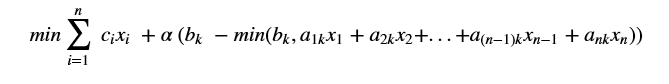 min ∑_{i=1}^{n} c_i x_i + α (b_k − min(b_k, a_{1k}x_1 + a_{2k}x_2+...+a_{(n−1)k}x_{n−1} + a_{nk}x_n))